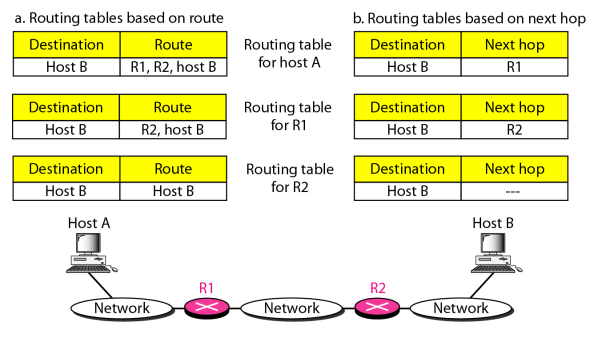 a. Routing tables based on route
b. Routing tables based on next hop
Destination Route
Host B R1, R2, host B
Routing table
for host A
Destination Next hop
Host B R1
Destination Route
Host B R2, host B
Routing table
for R1
Destination Next hop
Host B R2
Destination Route
Host B Host B
Routing table
for R2
Destination Next hop
Host B ---
Host A
Host B
R1
R2
Network
Network
Network